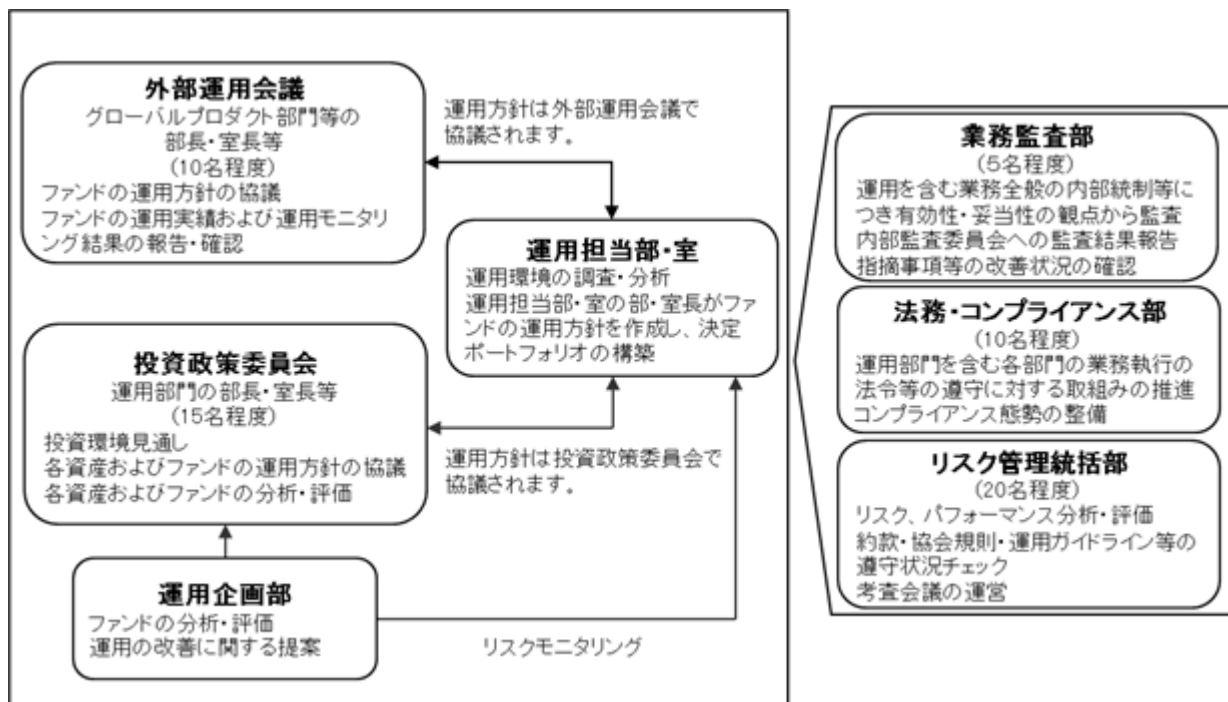 外部運用会議
グローバルプロダクト部門等の
部長・室長等
(10名程度)
ファンドの運用方針の協議
ファンドの運用実績および運用モニタリ
ング結果の報告・確認
運用方針は外部運用会議で
協議されます。
運用担当部・室
運用環境の調査・分析
運用担当部・室の部・室長がファ
ンドの運用方針を作成し、決定
ポートフォリオの構築
投資政策委員会
運用部門の部長・室長等
(15名程度)
投資環境見通し
各資産およびファンドの運用方針の協議
各資産およびファンドの分析・評価
運用方針は投資政策委員会で
協議されます。
運用企画部
ファンドの分析・評価
運用の改善に関する提案
リスクモニタリング
業務監査部
(5名程度)
運用を含む業務全般の内部統制等に
つき有効性・妥当性の観点から監査
内部監査委員会への監査結果報告
指摘事項等の改善状況の確認
法務・コンプライアンス部
(10名程度)
運用部門を含む各部門の業務執行の
法令等の遵守に対する取組みの推進
コンプライアンス態勢の整備
リスク管理統括部
(20名程度)
リスク、パフォーマンス分析・評価
約款・協会規則・運用ガイドライン等の
遵守状況チェック
考査会議の運営